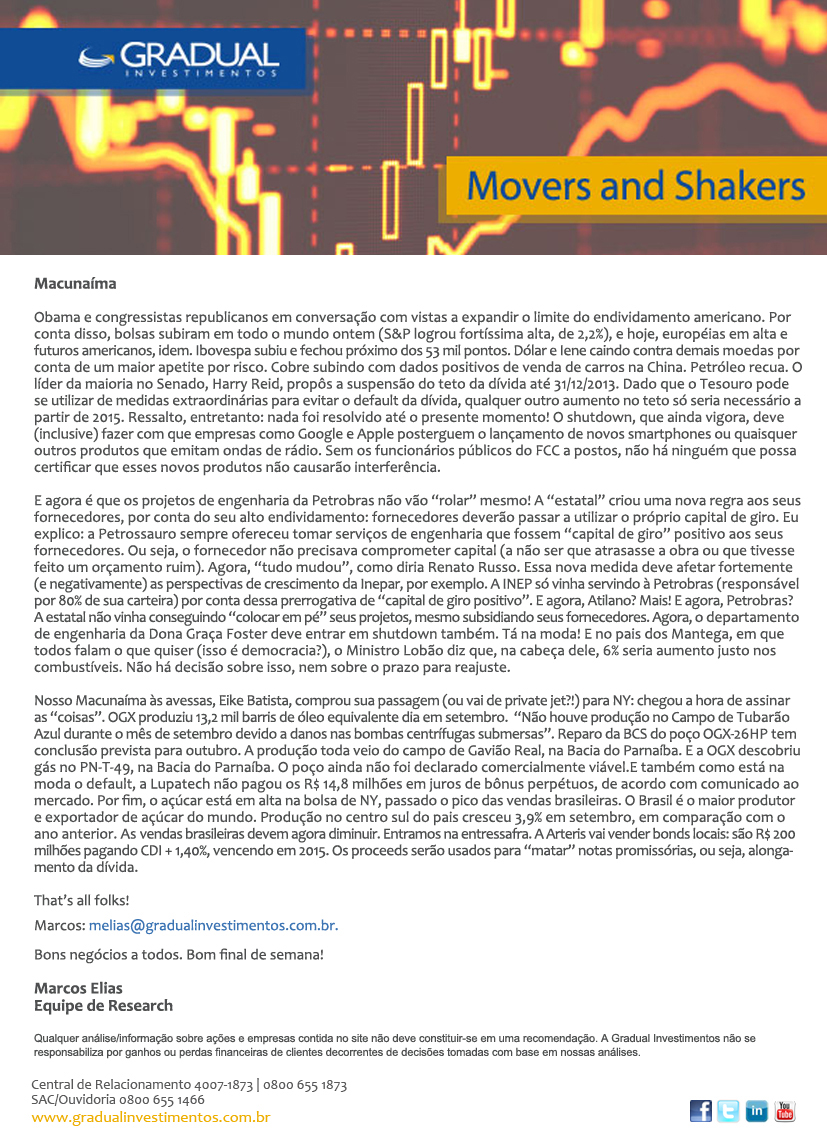 GRADUAL
INVESTIMENTOS
Movers and Shakers
Macunaíma
Obama e congressistas republicanos em conversação com vistas a expandir o limite do endividamento americano. Por
conta disso, bolsas subiram em todo o mundo ontem (S&P logrou fortíssima alta, de 2,2%), e hoje, européias em alta e
futuros americanos, idem. Ibovespa subiu e fechou próximo dos 53 mil pontos. Dólar e Iene caindo contra demais moedas por
conta de um maior apetite por risco. Cobre subindo com dados positivos de venda de carros na China. Petróleo recua. O
líder da maioria no Senado, Harry Reid, propôs a suspensão do teto da dívida até 31/12/2013. Dado que o Tesouro pode
se utilizar de medidas extraordinárias para evitar o default da dívida, qualquer outro aumento no teto só seria necessário a
partir de 2015. Ressalto, entretanto: nada foi resolvido até o presente momento! O shutdown, que ainda vigora, deve
(inclusive) fazer com que empresas como Google e Apple posterguem o lançamento de novos smartphones ou quaisquer
outros produtos que emitam ondas de rádio. Sem os funcionários públicos do FCC a postos, não há ninguém que possa
certificar que esses novos produtos não causarão interferência.
E agora é que os projetos de engenharia da Petrobras não vão “rolar” mesmo! A “estatal” criou uma nova regra aos seus
fornecedores, por conta do seu alto endividamento: fornecedores deverão passar a utilizar o próprio capital de giro. Eu
explico: a Petrossauro sempre ofereceu tomar serviços de engenharia que fossem “capital de giro” positivo aos seus
fornecedores. Ou seja, o fornecedor não precisava comprometer capital (a não ser que atrasasse a obra ou que tivesse
feito um orçamento ruim). Agora, “tudo mudou”, como diria Renato Russo. Essa nova medida deve afetar fortemente
(e negativamente) as perspectivas de crescimento da Inepar, por exemplo. A INEP só vinha servindo à Petrobras (responsável
por 80% de sua carteira) por conta dessa prerrogativa de “capital de giro positivo”. E agora, Atilano? Mais! E agora, Petrobras?
A estatal não vinha conseguindo “colocar em pé” seus projetos, mesmo subsidiando seus fornecedores. Agora, o departamento
de engenharia da Dona Graça Foster deve entrar em shutdown também. Tá na moda! E no pais dos Mantega, em que
todos falam o que quiser (isso é democracia?), o Ministro Lobão diz que, na cabeça dele, 6% seria aumento justo nos
combustíveis. Não há decisão sobre isso, nem sobre o prazo para reajuste.
Nosso Macunaíma às avessas, Eike Batista, comprou sua passagem (ou vai de private jet?!) para NY: chegou a hora de assinar
as “coisas”. OGX produziu 13,2 mil barris de óleo equivalente dia em setembro. “Não houve produção no Campo de Tubarão
Azul durante o mês de setembro devido a danos nas bombas centrífugas submersas”. Reparo da BCS do poço OGX-26HP tem
conclusão prevista para outubro. A produção toda veio do campo de Gavião Real, na Bacia do Parnaíba. E a OGX descobriu
gás no PN-T-49, na Bacia do Parnaíba. O poço ainda não foi declarado comercialmente viável.E também como está na
moda o default, a Lupatech não pagou os R$ 14,8 milhões em juros de bônus perpétuos, de acordo com comunicado ao
mercado. Por fim, o açúcar está em alta na bolsa de NY, passado o pico das vendas brasileiras. O Brasil é o maior produtor
e exportador de açúcar do mundo. Produção no centro sul do pais cresceu 3,9% em setembro, em comparação com o
ano anterior. As vendas brasileiras devem agora diminuir. Entramos na entressafra. A Arteris vai vender bonds locais: são R$ 200
milhões pagando CDI + 1,40%, vencendo em 2015. Os proceeds serão usados para “matar” notas promissórias, ou seja, alonga-
mento da dívida.
That’s all folks!
Marcos: melias@gradualinvestimentos.com.br.
Bons negócios a todos. Bom final de semana!
Marcos Elias
Equipe de Research
Qualquer análise/informação sobre ações e empresas contida no site não deve constituir-se em uma recomendação. A Gradual Investimentos não se
responsabiliza por ganhos ou perdas financeiras de clientes decorrentes de decisões tomadas com base em nossas análises.
Central de Relacionamento 4007-1873 | 0800 655 1873
SAC/Ouvidoria 0800 655 1466
www.gradualinvestimentos.com.br
f t in You Tube